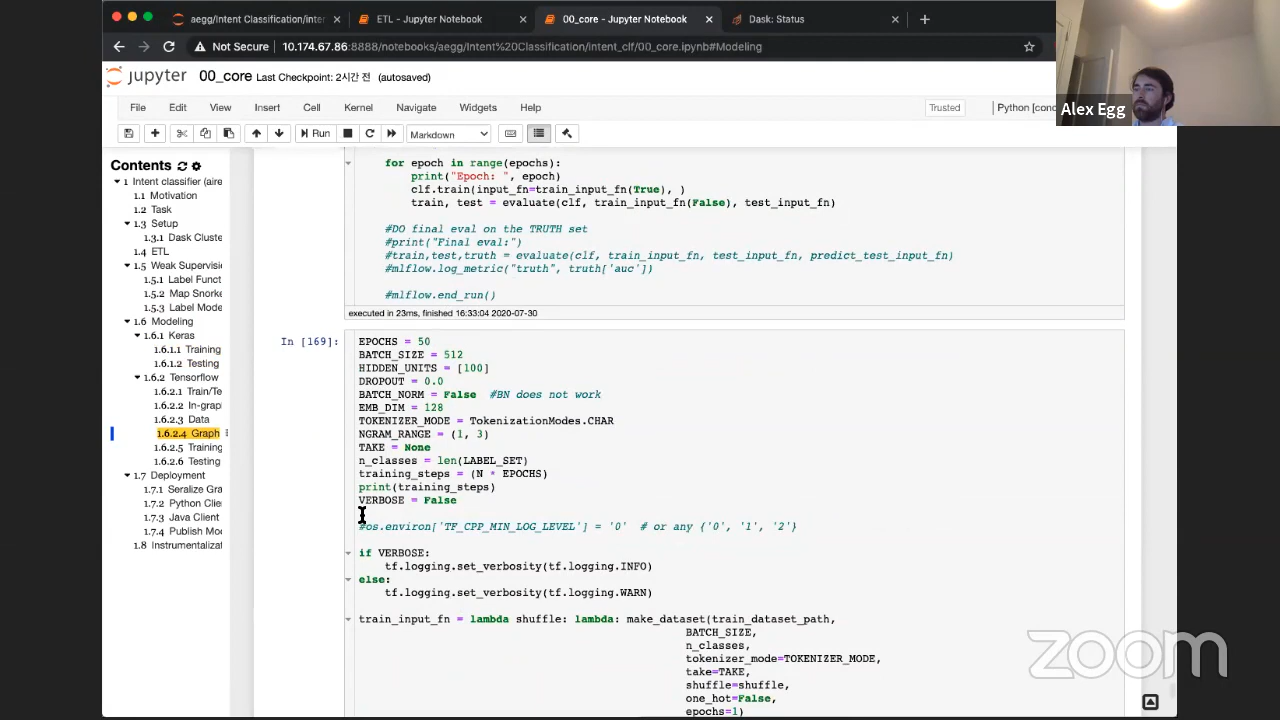 aegg/Intent Classification/inter
ETL - Jupyter Notebook
00_core - Jupyter Notebook
Dask: Status
Not Secure
10.174.67.86:8888/notebooks/aegg/Intent%20Classification/intent_clf/00_core.ipynb#Modeling
Alex Egg
jupyter
00_core Last Checkpoint: 2시간 전 (autosaved)
File Edit View Insert Cell Kernel Navigate Widgets Help
Trusted
Python [conc
Run
Markdown
Contents
1 Intent classifier (aire
1.1 Motivation
1.2 Task
1.3 Setup
1.3.1 Dask Cluste
1.4 ETL
1.5 Weak Supervisi
1.5.1 Label Funct
1.5.2 Map Snorke
1.5.3 Label Mode
1.6 Modeling
1.6.1 Keras
1.6.1.1 Training
1.6.1.2 Testing
1.6.2 Tensorflow
1.6.2.1 Train/Te
1.6.2.2 In-graph
1.6.2.3 Data
1.6.2.4 Graph
1.6.2.5 Training
1.6.2.6 Testing
1.7 Deployment
1.7.1 Seralize Gra
1.7.2 Python Clie
1.7.3 Java Client
1.7.4 Publish Mo
1.8 Instrumentalizat
for epoch in range(epochs):
print("Epoch: ", epoch)
clf.train(input_fn=train_input_fn(True), )
train, test = evaluate(clf, train_input_fn(False), test_input_fn)
#DO final eval on the TRUTH set
#print("Final eval:")
#train,test,truth = evaluate(clf, train_input_fn, test_input_fn, predict_test_input_fn)
#mlflow.log_metric("truth", truth['auc'])
#mlflow.end_run()
executed in 23ms, finished 16:33:04 2020-07-30
In [169]:
EPOCHS = 50
BATCH_SIZE = 512
HIDDEN_UNITS = [100]
DROPOUT = 0.0
BATCH_NORM = False #BN does not work
EMB_DIM = 128
TOKENIZER_MODE = TokenizationModes.CHAR
NGRAM_RANGE = (1, 3)
TAKE = None
n_classes = len(LABEL_SET)
training_steps = (N * EPOCHS)
print(training_steps)
VERBOSE = False
#os.environ['TF_CPP_MIN_LOG_LEVEL'] = '0' # or any {'0', '1', '2'}
if VERBOSE:
tf.logging.set_verbosity(tf.logging.INFO)
else:
tf.logging.set_verbosity(tf.logging.WARN)
train_input_fn = lambda shuffle: lambda: make_dataset(train_dataset_path,
BATCH_SIZE,
n_classes,
tokenizer_mode=TOKENIZER_MODE,
take=TAKE,
shuffle=shuffle,
one_hot=False,
epochs=1)
zoom